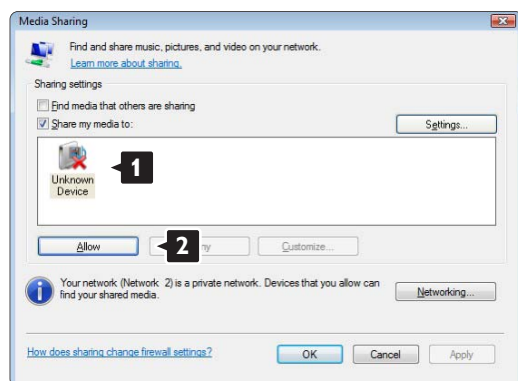 Media Sharing
Find and share music, pictures, and video on your network.
Learn more about sharing.
Sharing settings
Find media that others are sharing
Share my media to:
Settings...
Unknown
Device
1
Allow
2
ny
Customize...
Your network (Network 2) is a private network. Devices that you allow can
find your shared media.
Networking...
How does sharing change firewall settings?
OK
Cancel
Apply